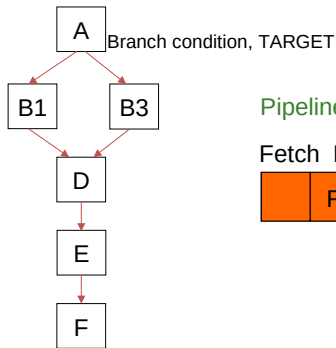 A
Branch condition, TARGET
B1 B3
Pipeline
Fetch
D
E
F